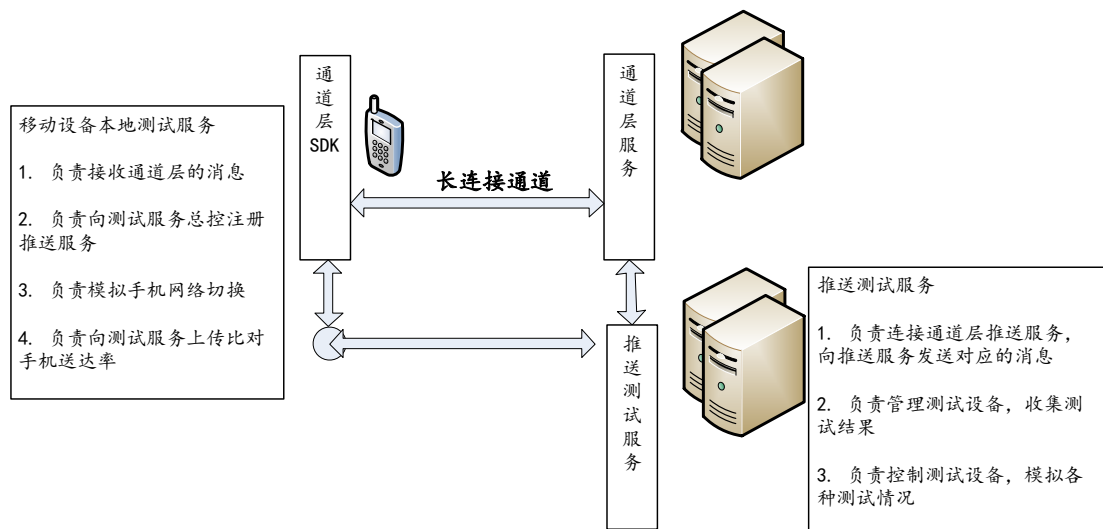 移动设备本地测试服务
1. 负责接收通道层的消息
2. 负责向测试服务总控注册
推送服务
3. 负责模拟手机网络切换
4. 负责向测试服务上传比对
手机送达率
通
道
层
SDK
长连接通道
通
道
层
服
务
推
送
测
试
服
务
推送测试服务
1. 负责连接通道层推送服务，
向推送服务发送对应的消息
2. 负责管理测试设备，收集测
试结果
3. 负责控制测试设备，模拟各
种测试情况